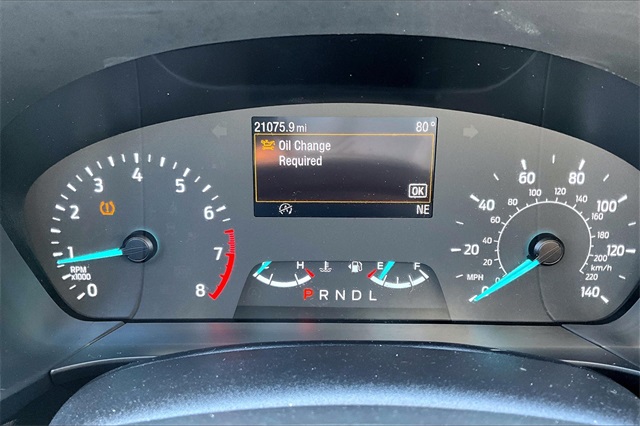 21075.9 mi 80°
Oil Change
Required
OK
NE
0 1 2 3 4 5 6 7 8
RPM
x1000
H E F
PRNDL
0 20 40 60 80 100 120 140
20 40 60 80 100 120 140 160 200 220
MPH
km/h